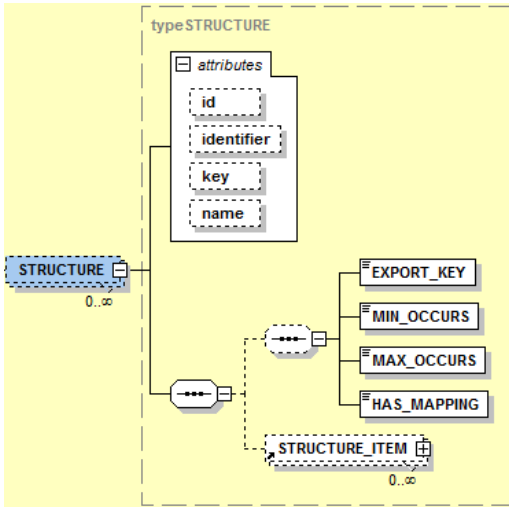 typeSTRUCTURE
attributes
id
identifier
key
name
STRUCTURE
0..∞
EXPORT_KEY
MIN_OCCURS
MAX_OCCURS
HAS_MAPPING
STRUCTURE_ITEM
0..∞